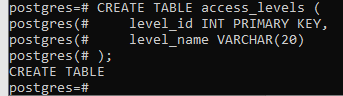 postgres=# CREATE TABLE access_levels (
postgres(#     level_id INT PRIMARY KEY,
postgres(#     level_name VARCHAR(20)
postgres(# );
CREATE TABLE
postgres=#